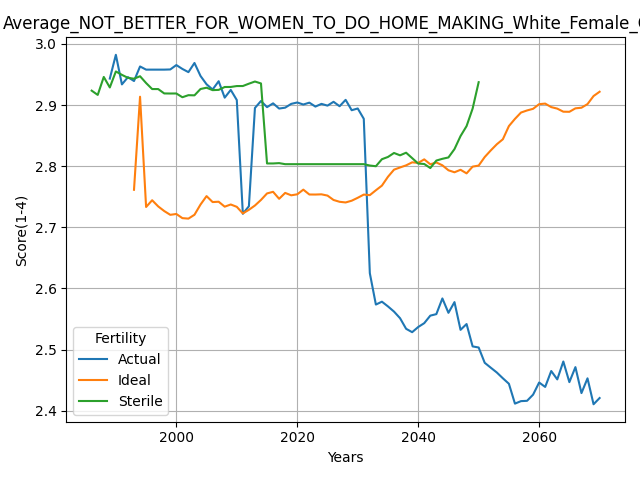 Average_NOT_BETTER_FOR_WOMEN_TO_DO_HOME_MAKING_White_Female_
3.0
2.9
2.8
2.7
2.6
2.5
2.4
Score(1-4)
Fertility
Actual
Ideal
Sterile
2000 2020 2040 2060
Years